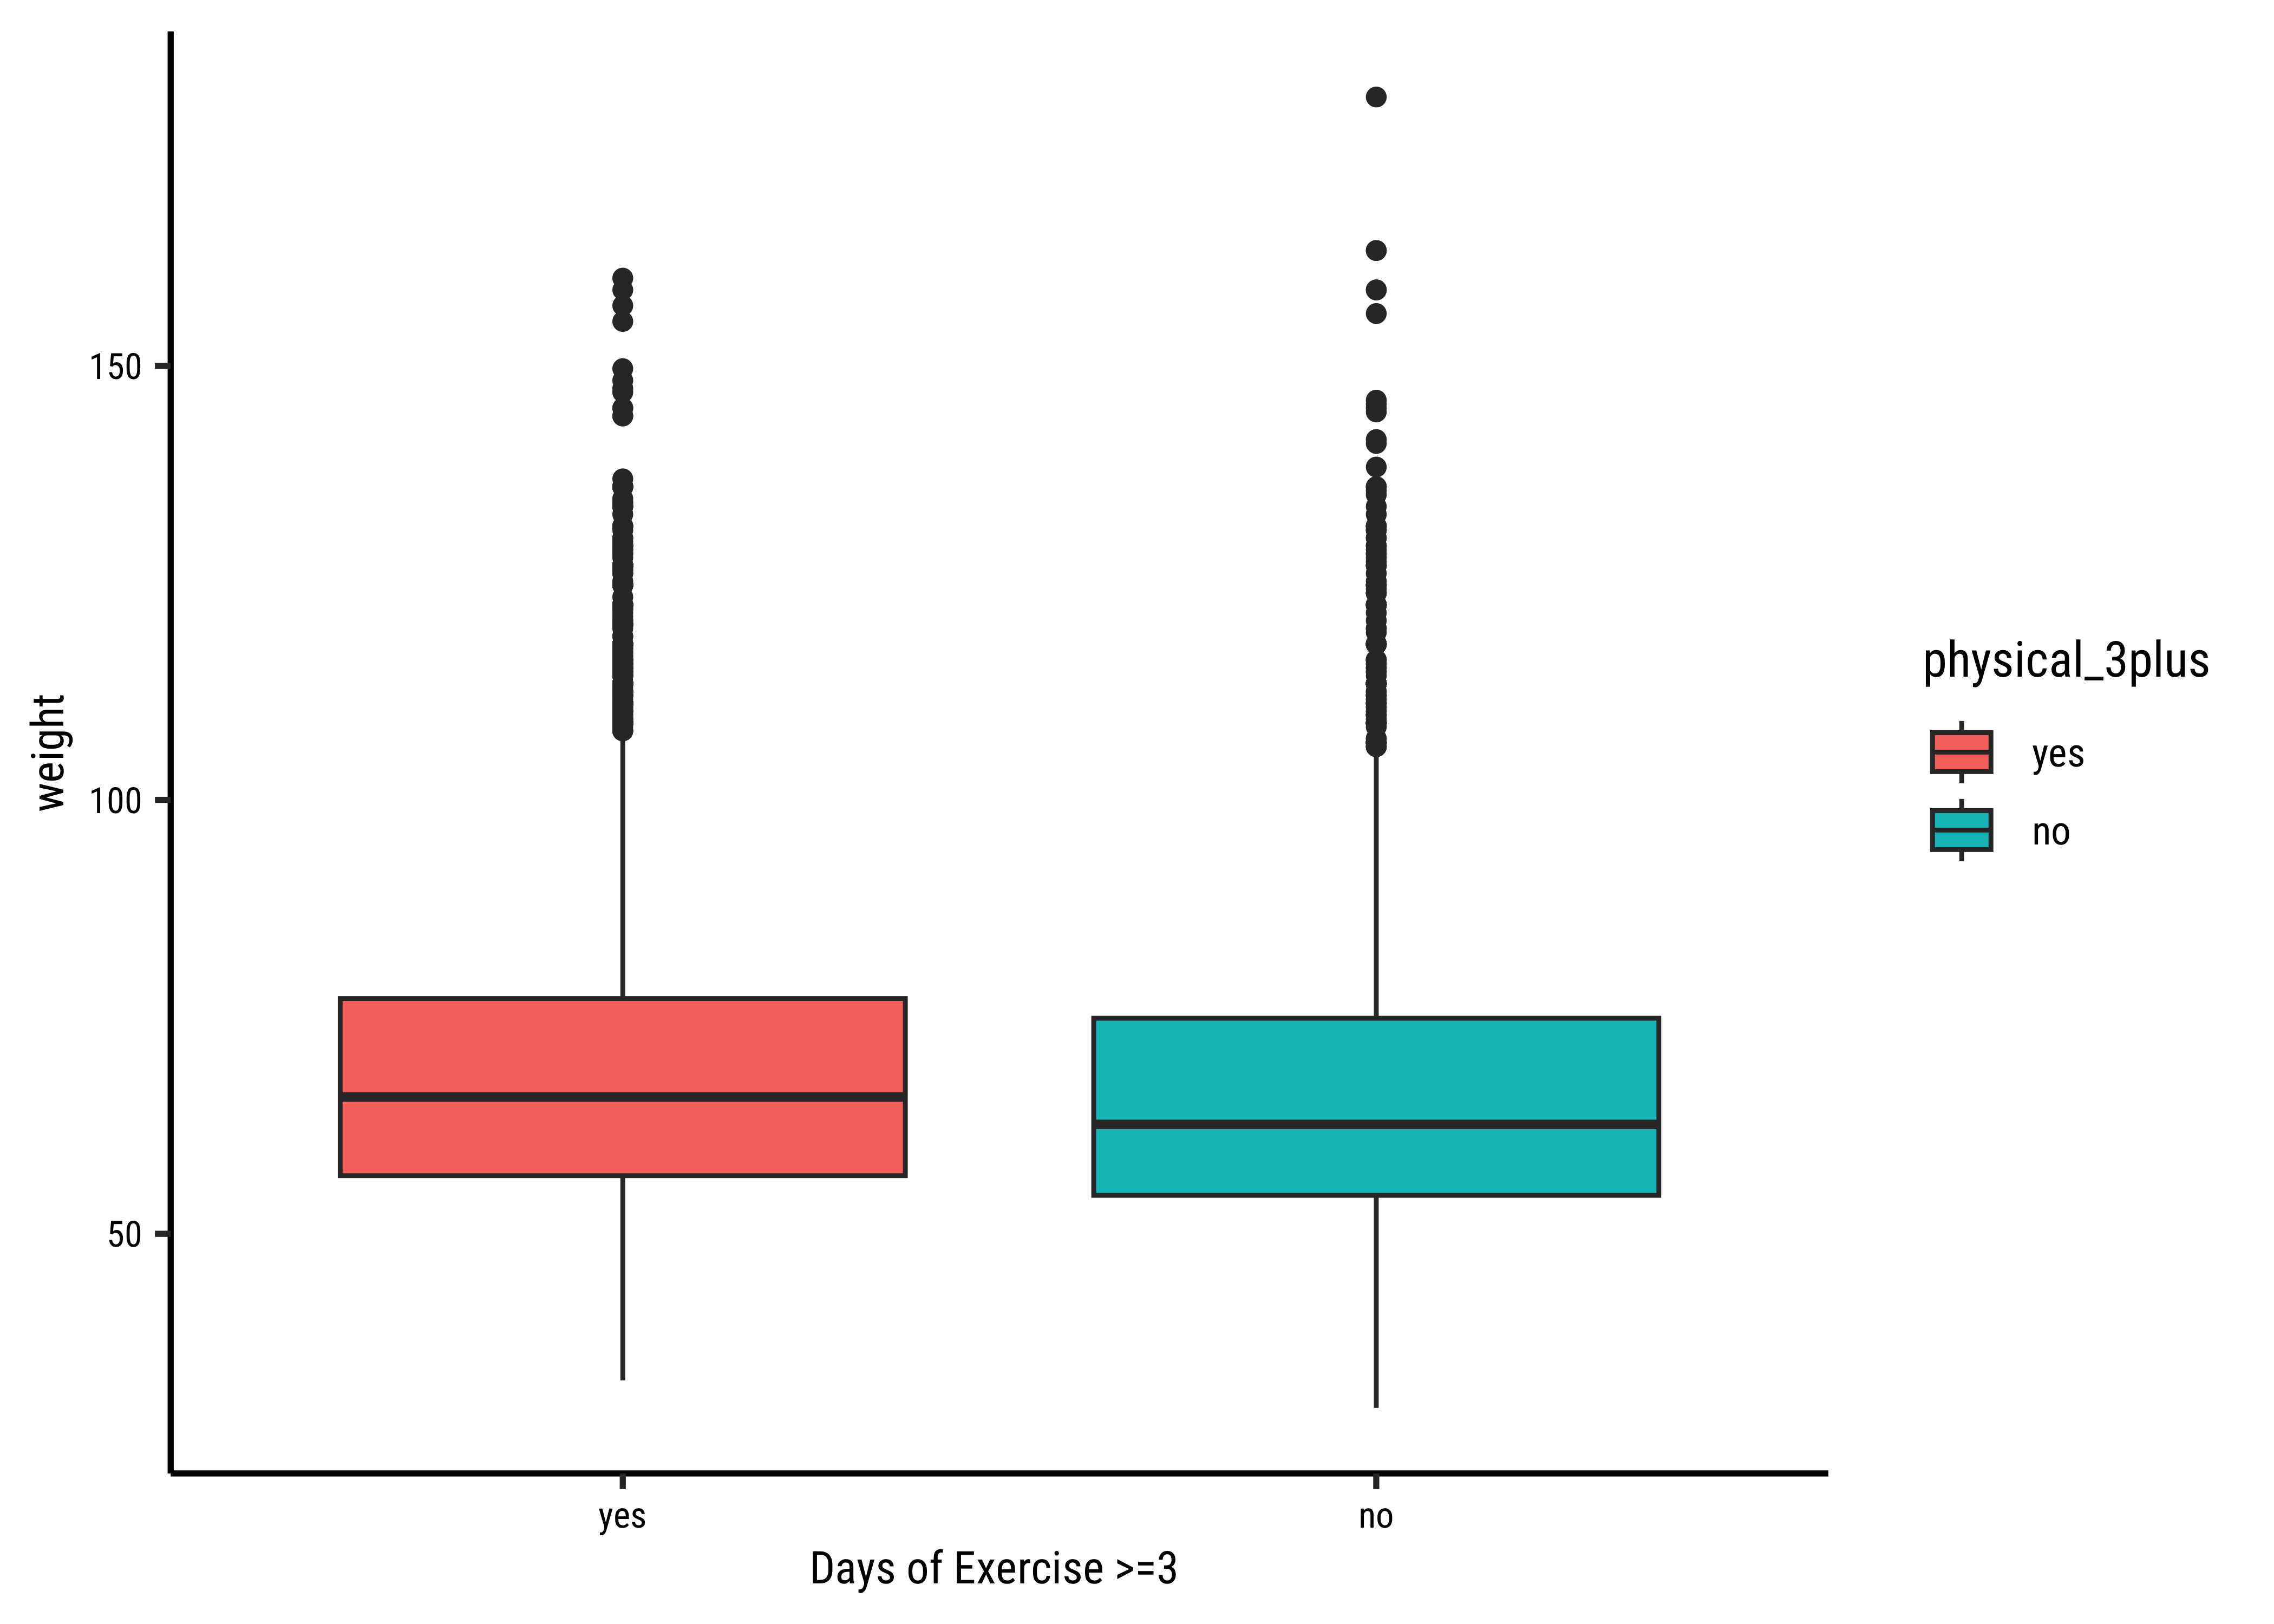 weight
150
100
50
yes
no
Days of Exercise >=3
physical_3plus
yes
no